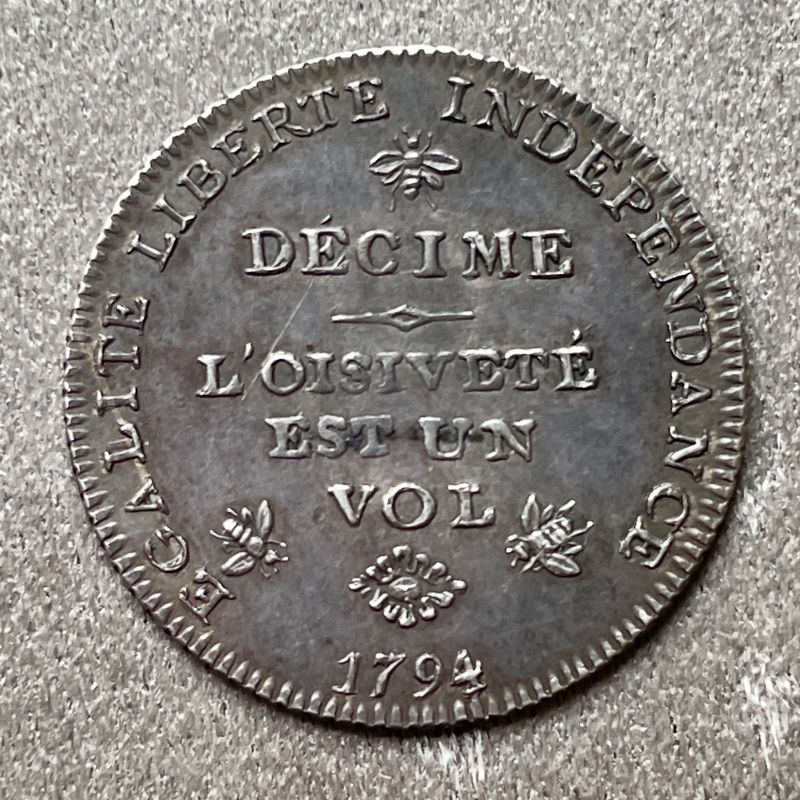 EGALITE LIBERTE INDEPENDANCE
DÉCIME
L'OISIVETÉ
EST UN
VOL
1794